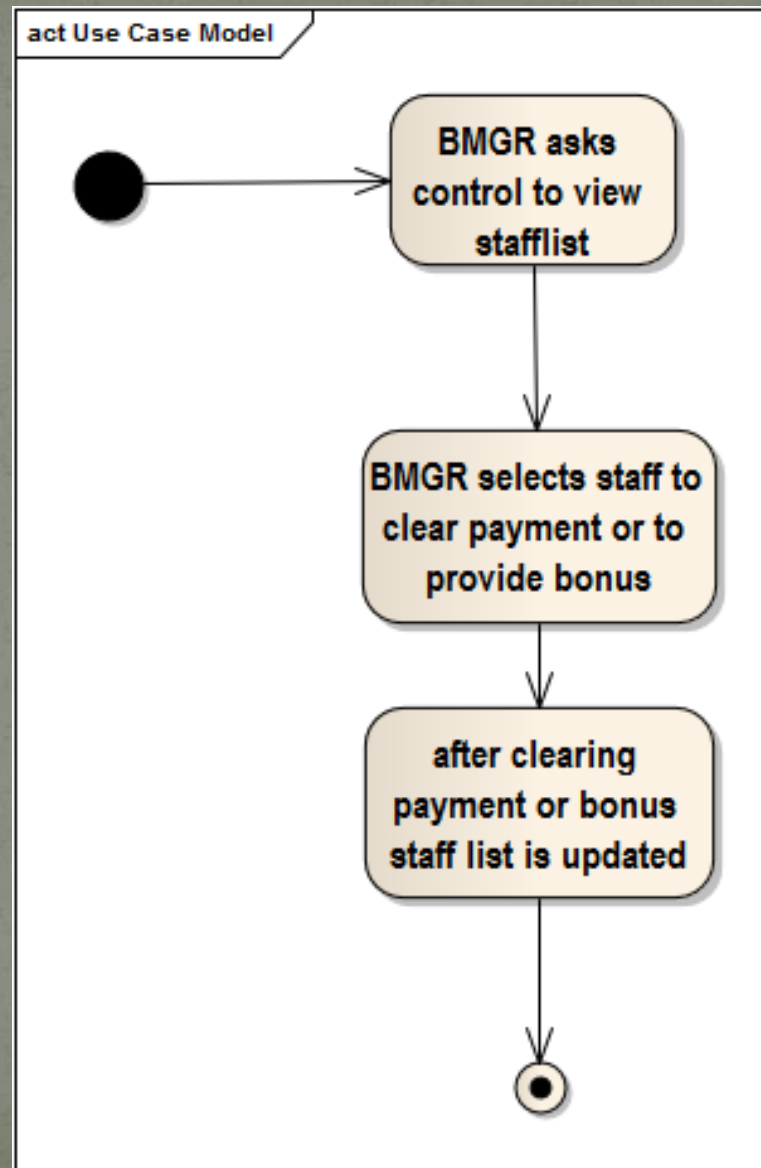 act Use Case Model
BMGR asks
control to view
stafflist
BMGR selects staff to
clear payment or to
provide bonus
after clearing
payment or bonus
staff list is updated